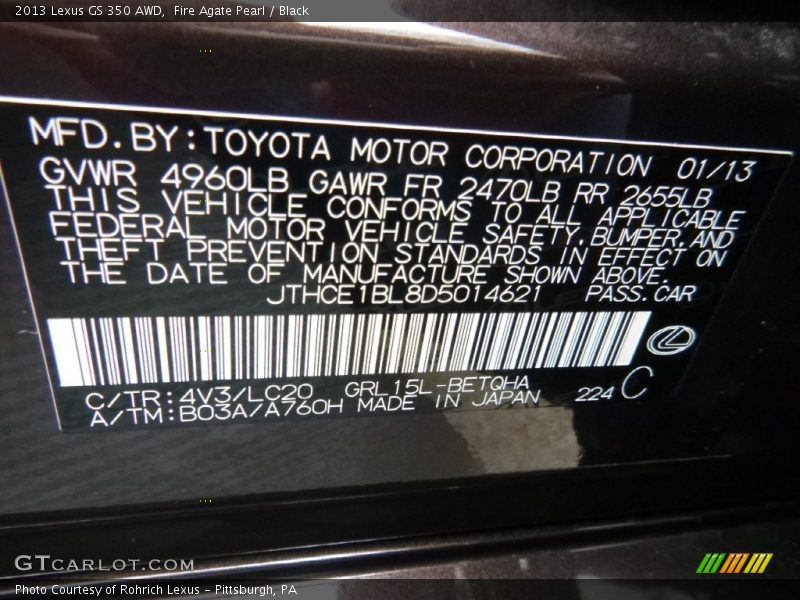 2013 Lexus GS 350 AWD, Fire Agate Pearl / Black
MFD.BY:TOYOTA MOTOR CORPORATION 01/13
GVWR 4960LB GAWR FR 2470LB RR 2655LB
THIS VEHICLE CONFORMS TO ALL APPLICABLE
FEDERAL MOTOR VEHICLE SAFETY,BUMPER,AND
THEFT PREVENTION STANDARDS IN EFFECT ON
THE DATE OF MANUFACTURE SHOWN ABOVE.
JTHCE1BL8D5014621 PASS.CAR
C/TR:4V3/LC20 GRL15L-BETQHA
A/TM:B03A/A760H MADE IN JAPAN 224 C
GTCARLOT.COM
Photo Courtesy of Rohrich Lexus - Pittsburgh, PA